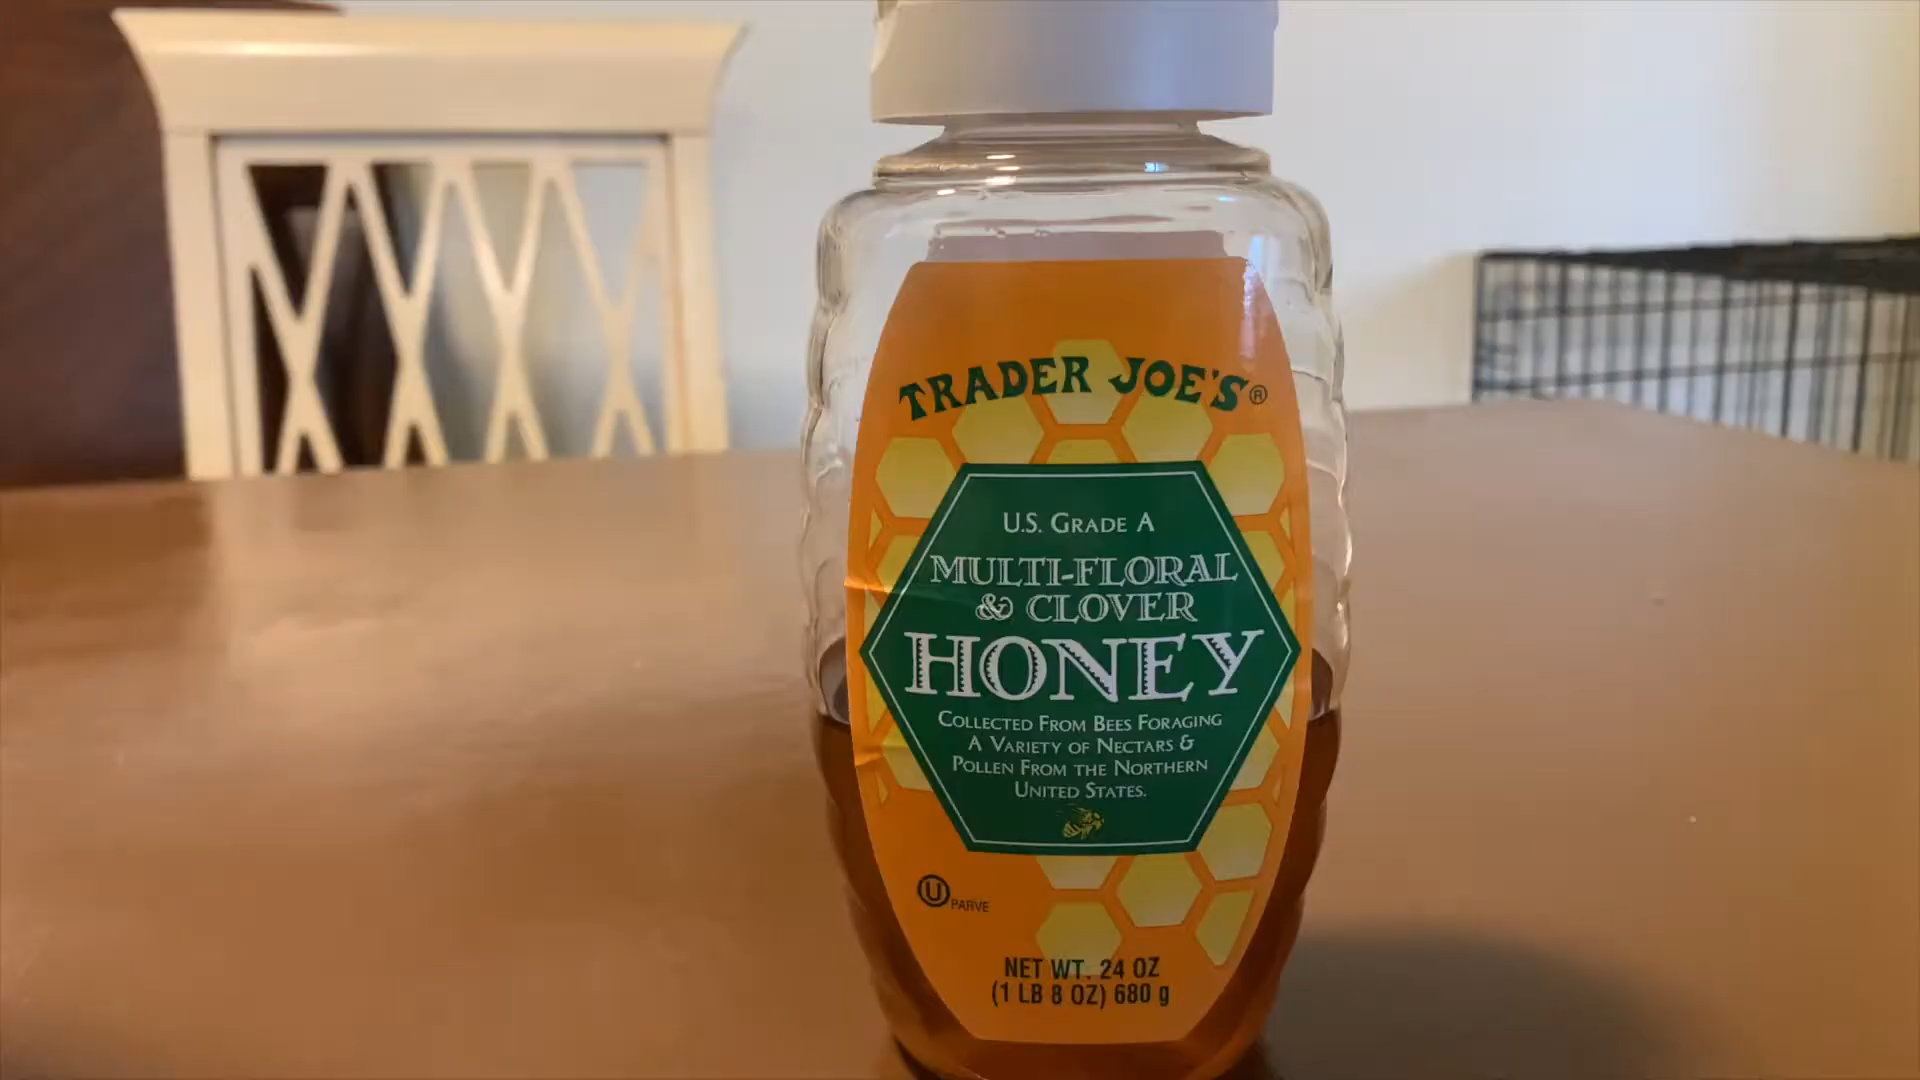 TRADER JOE'S®
U.S. GRADE A
MULTI-FLORAL
& CLOVER
HONEY
COLLECTED FROM BEES FORAGING
A VARIETY OF NECTARS &
POLLEN FROM THE NORTHERN
UNITED STATES.
U PARVE
NET WT. 24 OZ
(1 LB 8 OZ) 680 g